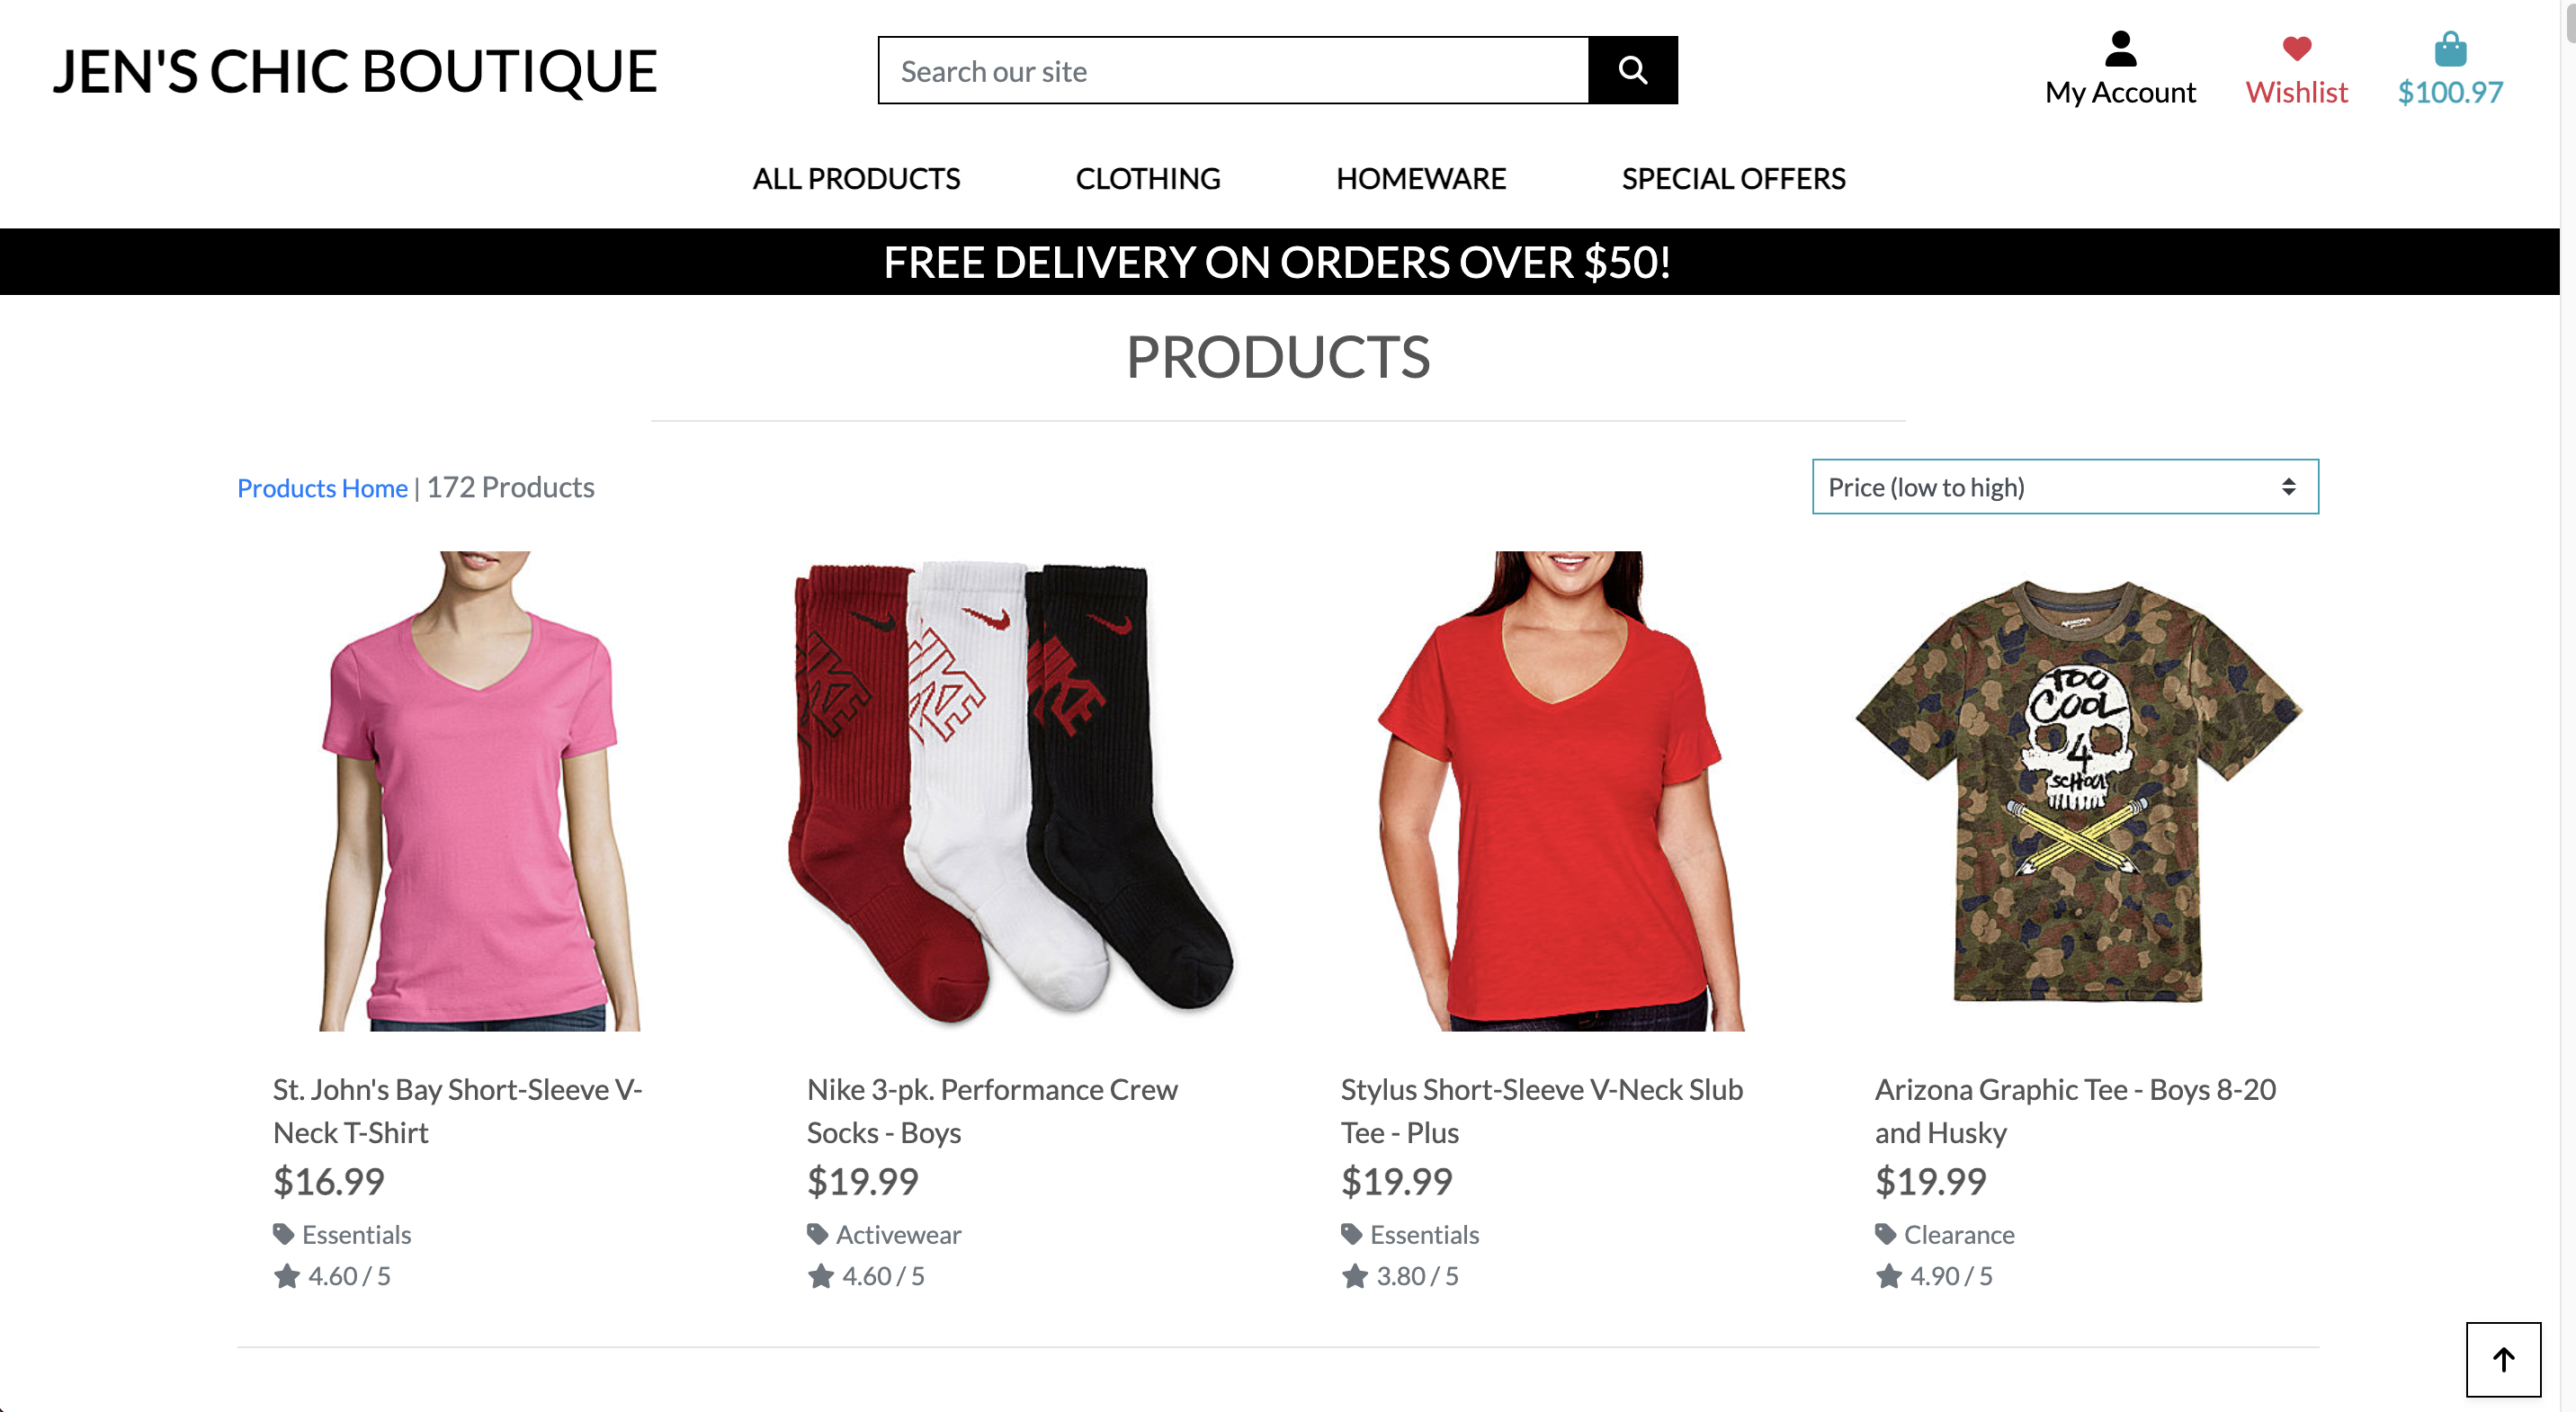 JEN'S CHIC BOUTIQUE
Search our site
My Account
Wishlist
$100.97
ALL PRODUCTS
CLOTHING
HOMEWARE
SPECIAL OFFERS
FREE DELIVERY ON ORDERS OVER $50!
PRODUCTS
Products Home | 172 Products
Price (low to high)
NIKE
NIKE
NIKE
TOO
COOL
4
SCHOOL
St. John's Bay Short-Sleeve V-
Neck T-Shirt
$16.99
Essentials
4.60 / 5
Nike 3-pk. Performance Crew
Socks - Boys
$19.99
Activewear
4.60 / 5
Stylus Short-Sleeve V-Neck Slub
Tee - Plus
$19.99
Essentials
3.80 / 5
Arizona Graphic Tee - Boys 8-20
and Husky
$19.99
Clearance
4.90 / 5